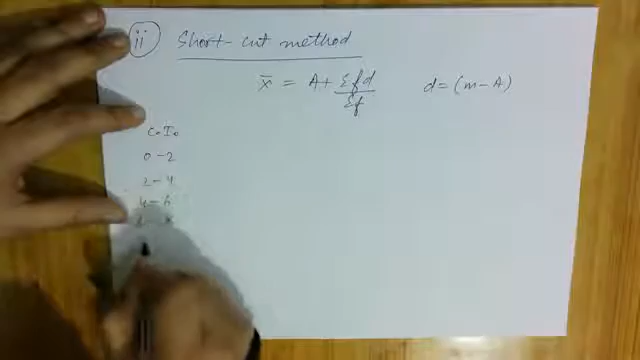 ii Short-cut method
x̄ = A + Σfd / Σf d = (m - A)
C.I.
0 - 2
2 - 4
4 - 6